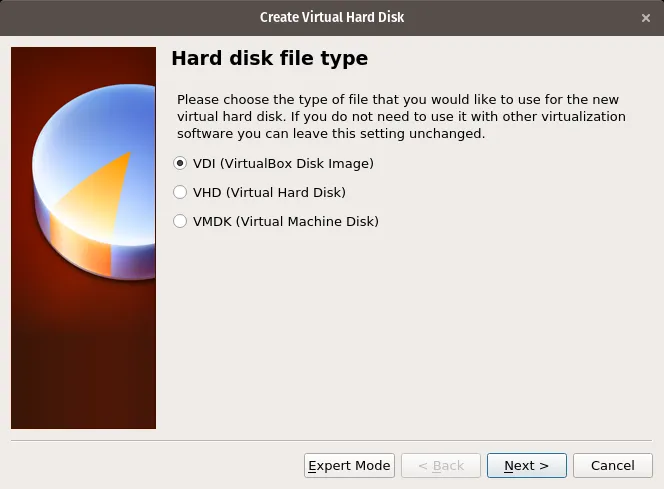 Create Virtual Hard Disk
×
Hard disk file type
Please choose the type of file that you would like to use for the new
virtual hard disk. If you do not need to use it with other virtualization
software you can leave this setting unchanged.
VDI (VirtualBox Disk Image)
VHD (Virtual Hard Disk)
VMDK (Virtual Machine Disk)
Expert Mode
< Back
Next >
Cancel